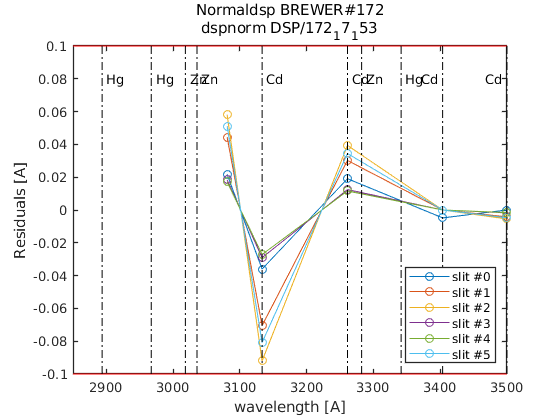 Normaldsp BREWER#172
dspnorm DSP/172₁7₁53
0.1
0.08
0.06
0.04
0.02
0
-0.02
-0.04
-0.06
-0.08
-0.1
Residuals [A]
Hg Hg Zn Zn Cd Cd Zn Hg Cd Cd
slit #0
slit #1
slit #2
slit #3
slit #4
slit #5
2900 3000 3100 3200 3300 3400 3500
wavelength [A]